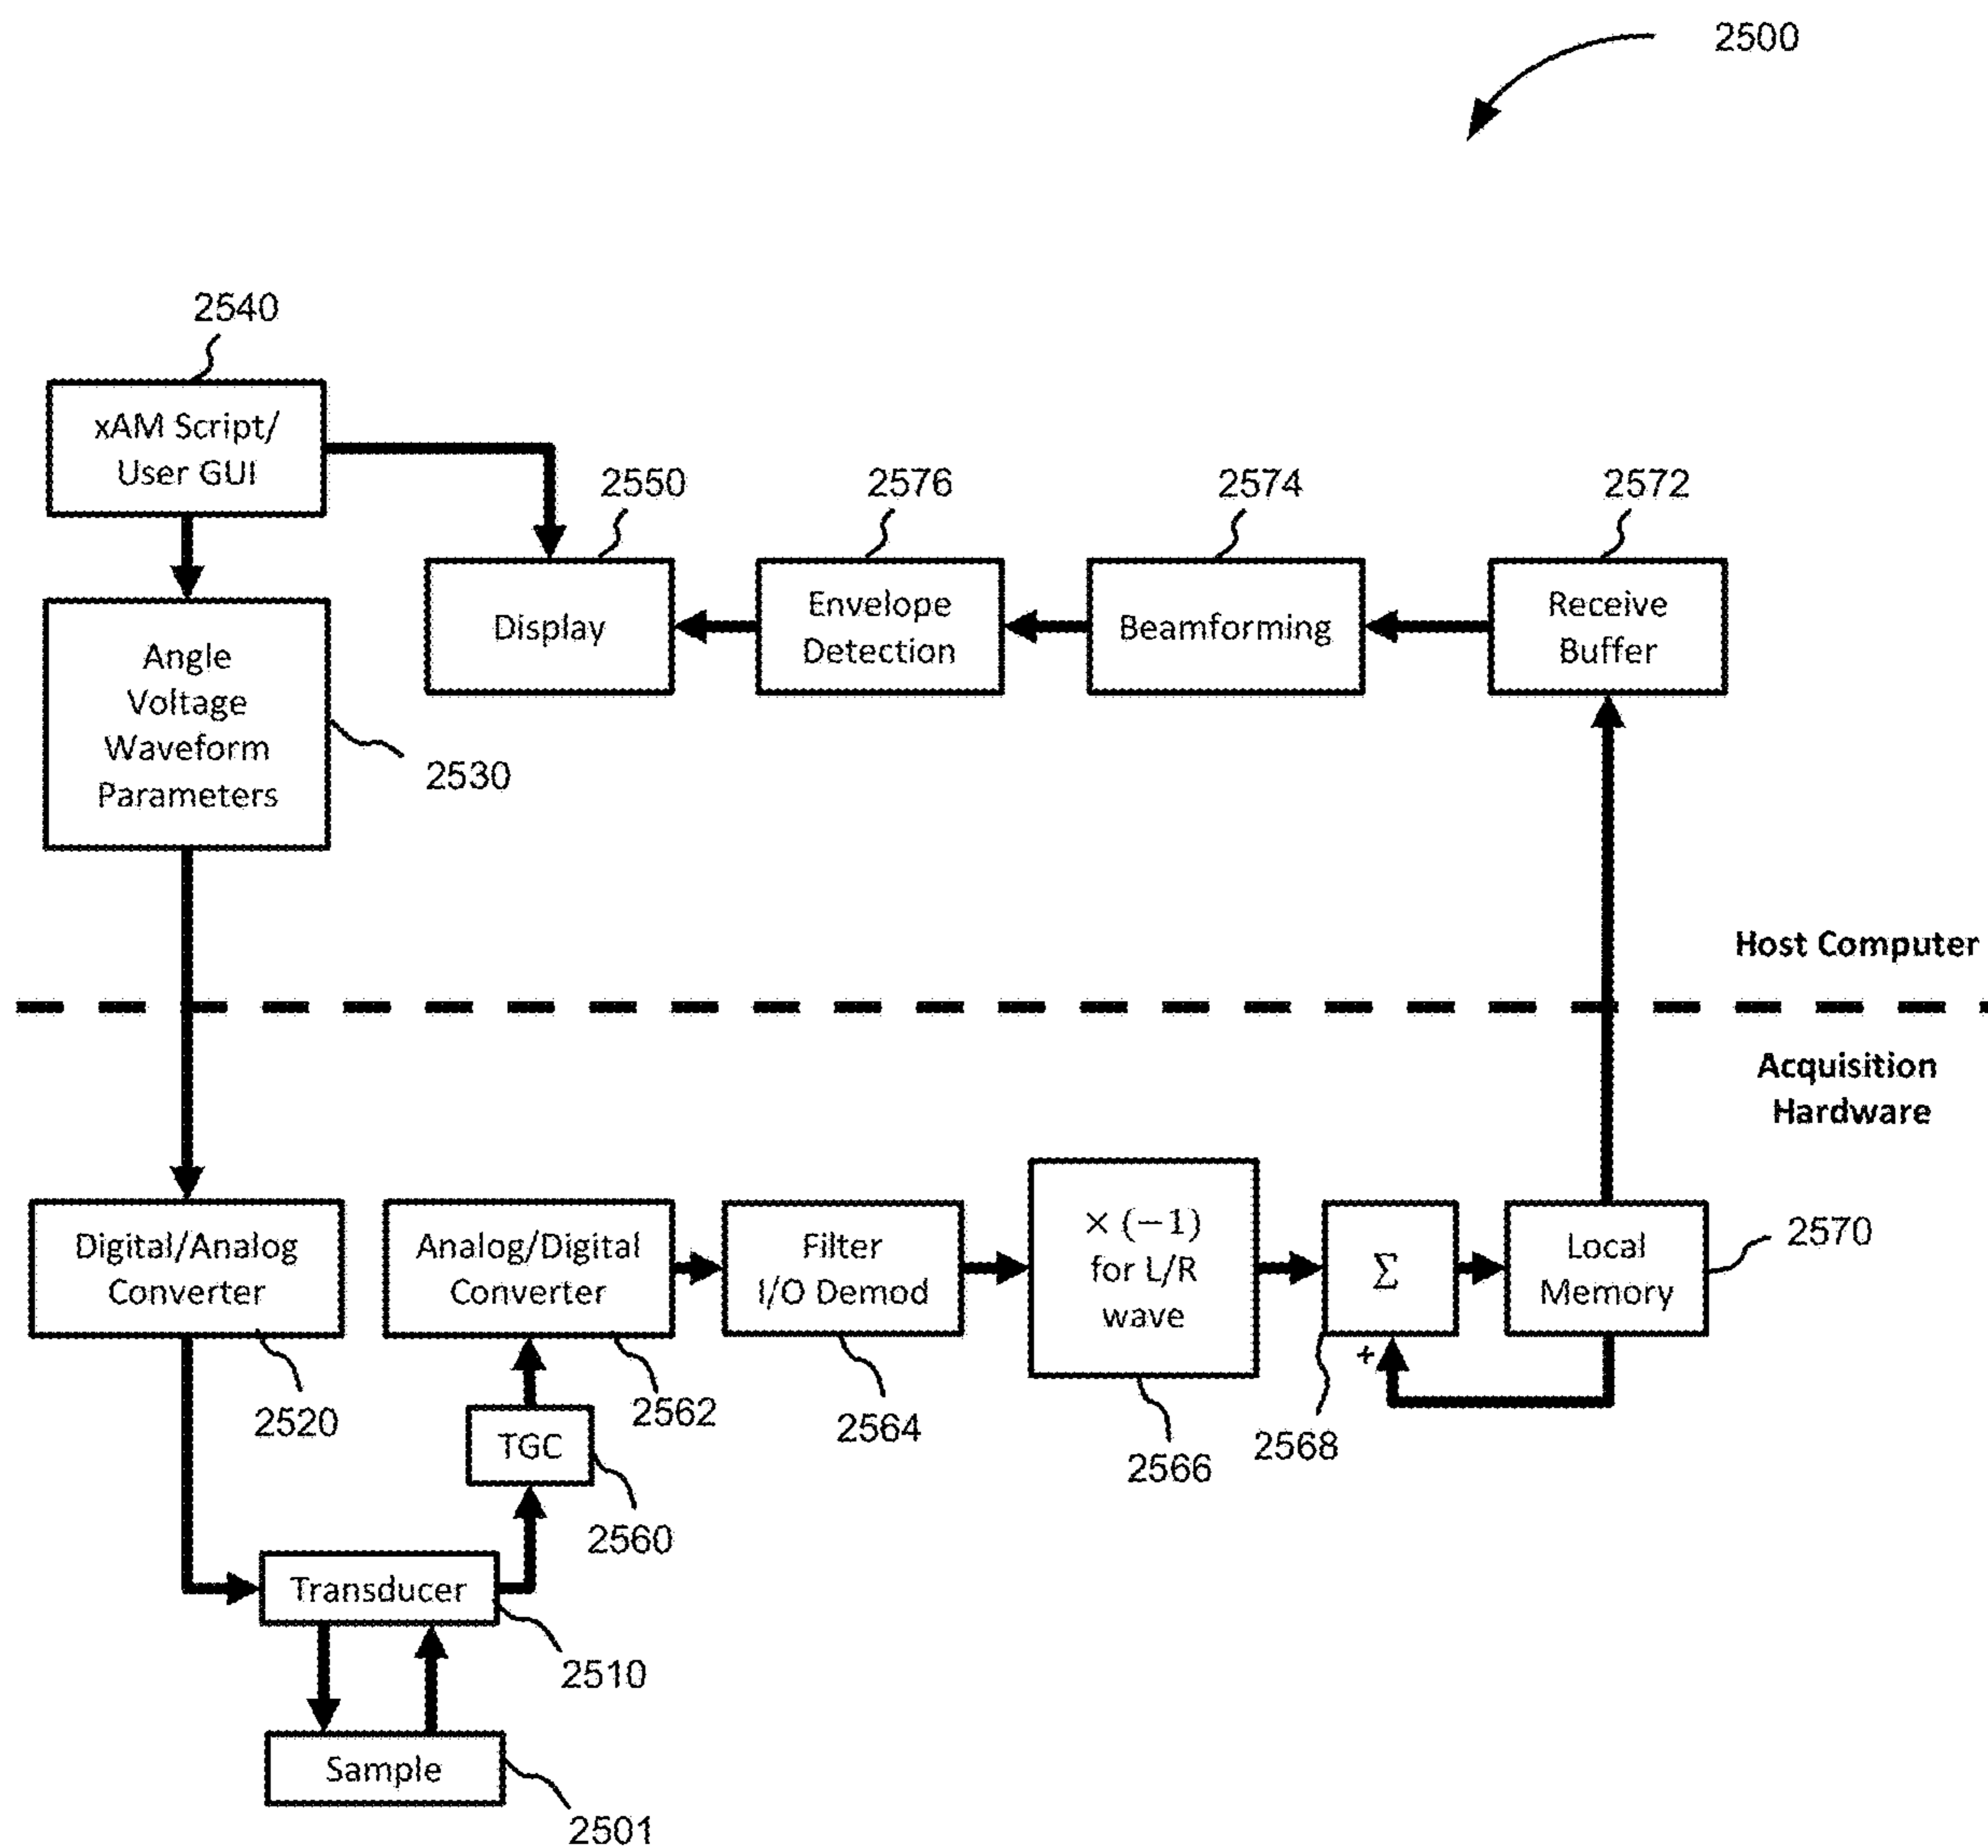 2500
2540
xAM Script/
User GUI
2550
2576
2574
2572
Display
Envelope
Detection
Beamforming
Receive
Buffer
Angle
Voltage
Waveform
Parameters
2530
Host Computer
Acquisition
Hardware
Digital/Analog
Converter
Analog/Digital
Converter
Filter
I/O Demod
× (−1)
for L/R
wave
Σ
Local
Memory
2570
+
2520
2562
2564
2566
2568
TGC
2560
Transducer
2510
Sample
2501